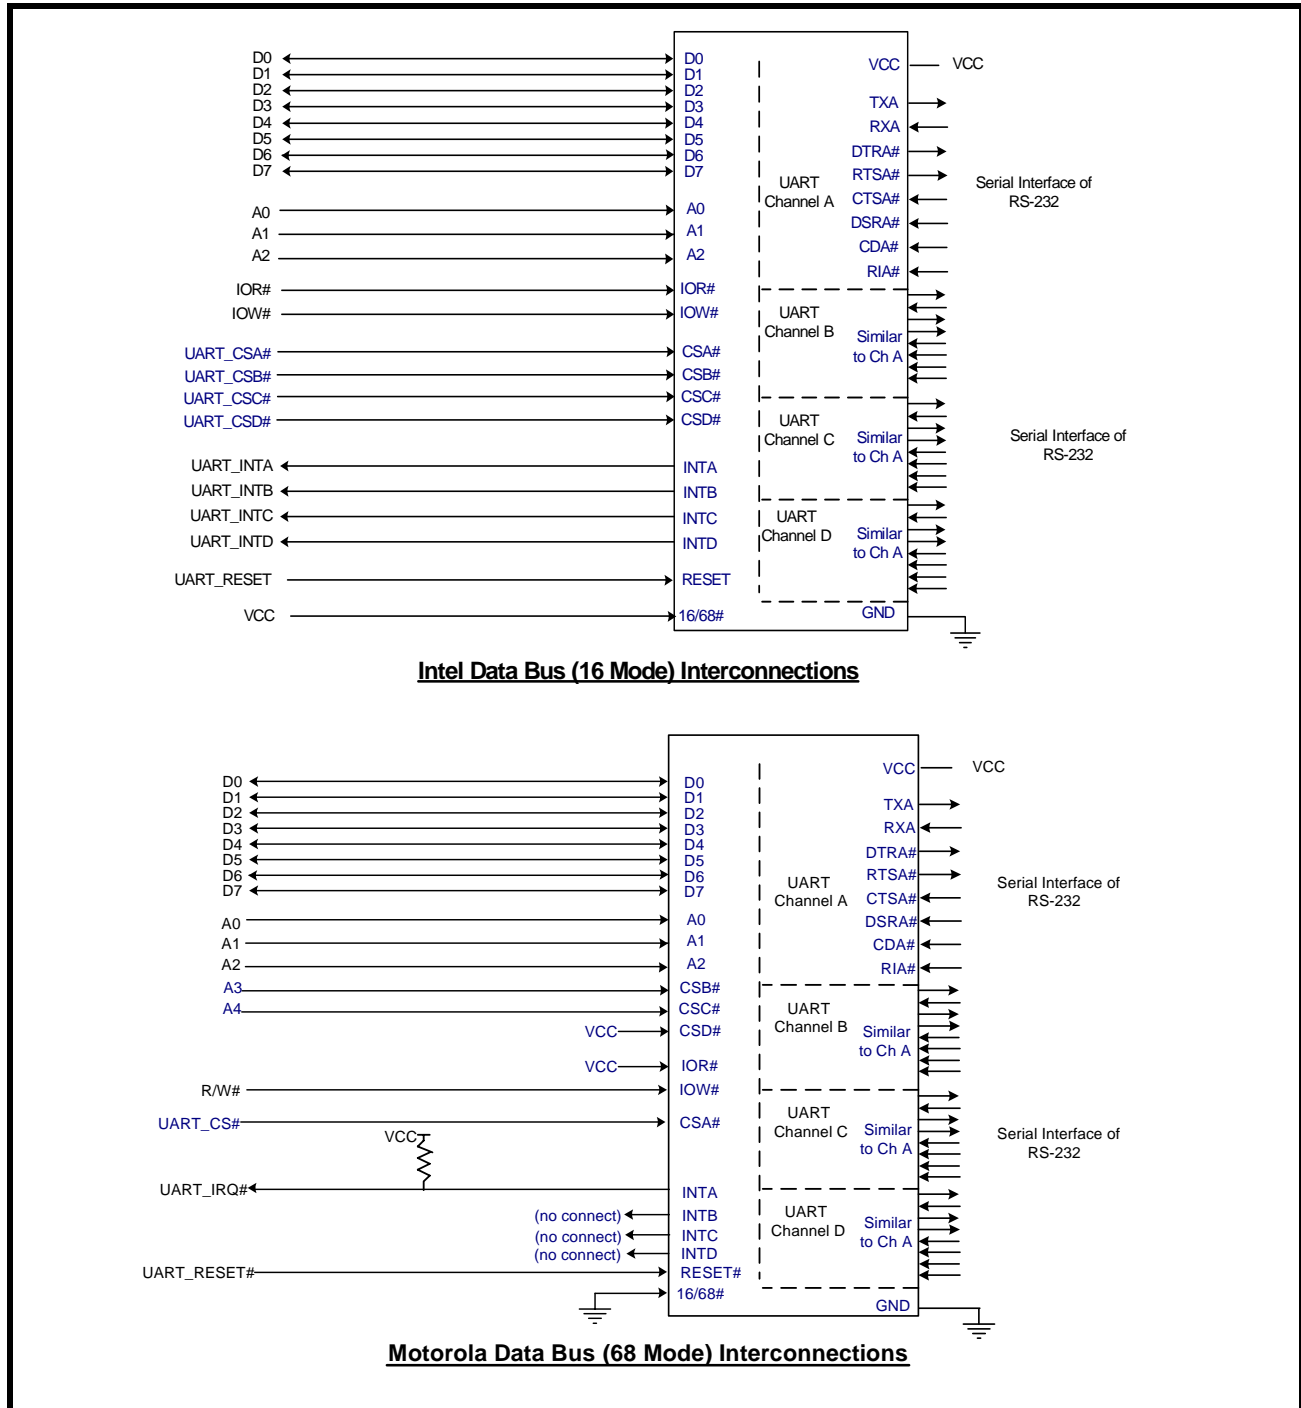 D0 D0
D1 D1
D2 D2
D3 D3
D4 D4
D5 D5
D6 D6
D7 D7
A0 A0
A1 A1
A2 A2
IOR# IOR#
IOW# IOW#
UART_CSA# CSA#
UART_CSB# CSB#
UART_CSC# CSC#
UART_CSD# CSD#
UART_INTA INTA
UART_INTB INTB
UART_INTC INTC
UART_INTD INTD
UART_RESET RESET
VCC 16/68#
UART
Channel A
UART
Channel B
UART
Channel C
UART
Channel D
VCC VCC
TXA
RXA
DTRA#
RTSA#
CTSA#
DSRA#
CDA#
RIA#
Similar
to Ch A
Similar
to Ch A
Similar
to Ch A
GND
Serial Interface of
RS-232
Serial Interface of
RS-232
Intel Data Bus (16 Mode) Interconnections
D0 D0
D1 D1
D2 D2
D3 D3
D4 D4
D5 D5
D6 D6
D7 D7
A0 A0
A1 A1
A2 A2
A3 CSB#
A4 CSC#
VCC CSD#
VCC IOR#
R/W# IOW#
UART_CS# CSA#
VCC
UART_IRQ# INTA
(no connect) INTB
(no connect) INTC
(no connect) INTD
UART_RESET# RESET#
16/68#
UART
Channel A
UART
Channel B
UART
Channel C
UART
Channel D
VCC VCC
TXA
RXA
DTRA#
RTSA#
CTSA#
DSRA#
CDA#
RIA#
Similar
to Ch A
Similar
to Ch A
Similar
to Ch A
GND
Serial Interface of
RS-232
Serial Interface of
RS-232
Motorola Data Bus (68 Mode) Interconnections